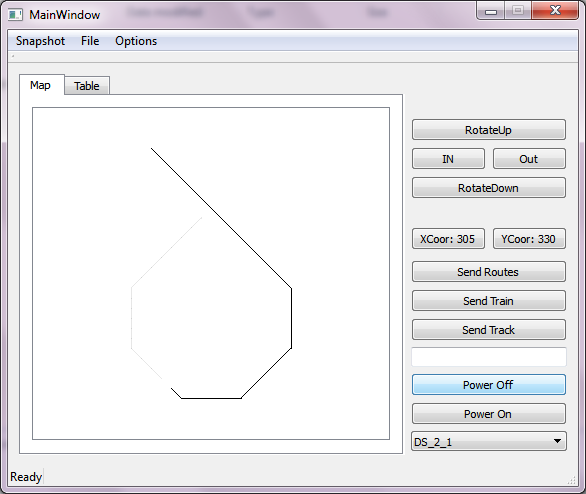 MainWindow
Snapshot File Options
Map Table
RotateUp
IN Out
RotateDown
XCoor: 305 YCoor: 330
Send Routes
Send Train
Send Track
Power Off
Power On
DS_2_1
Ready